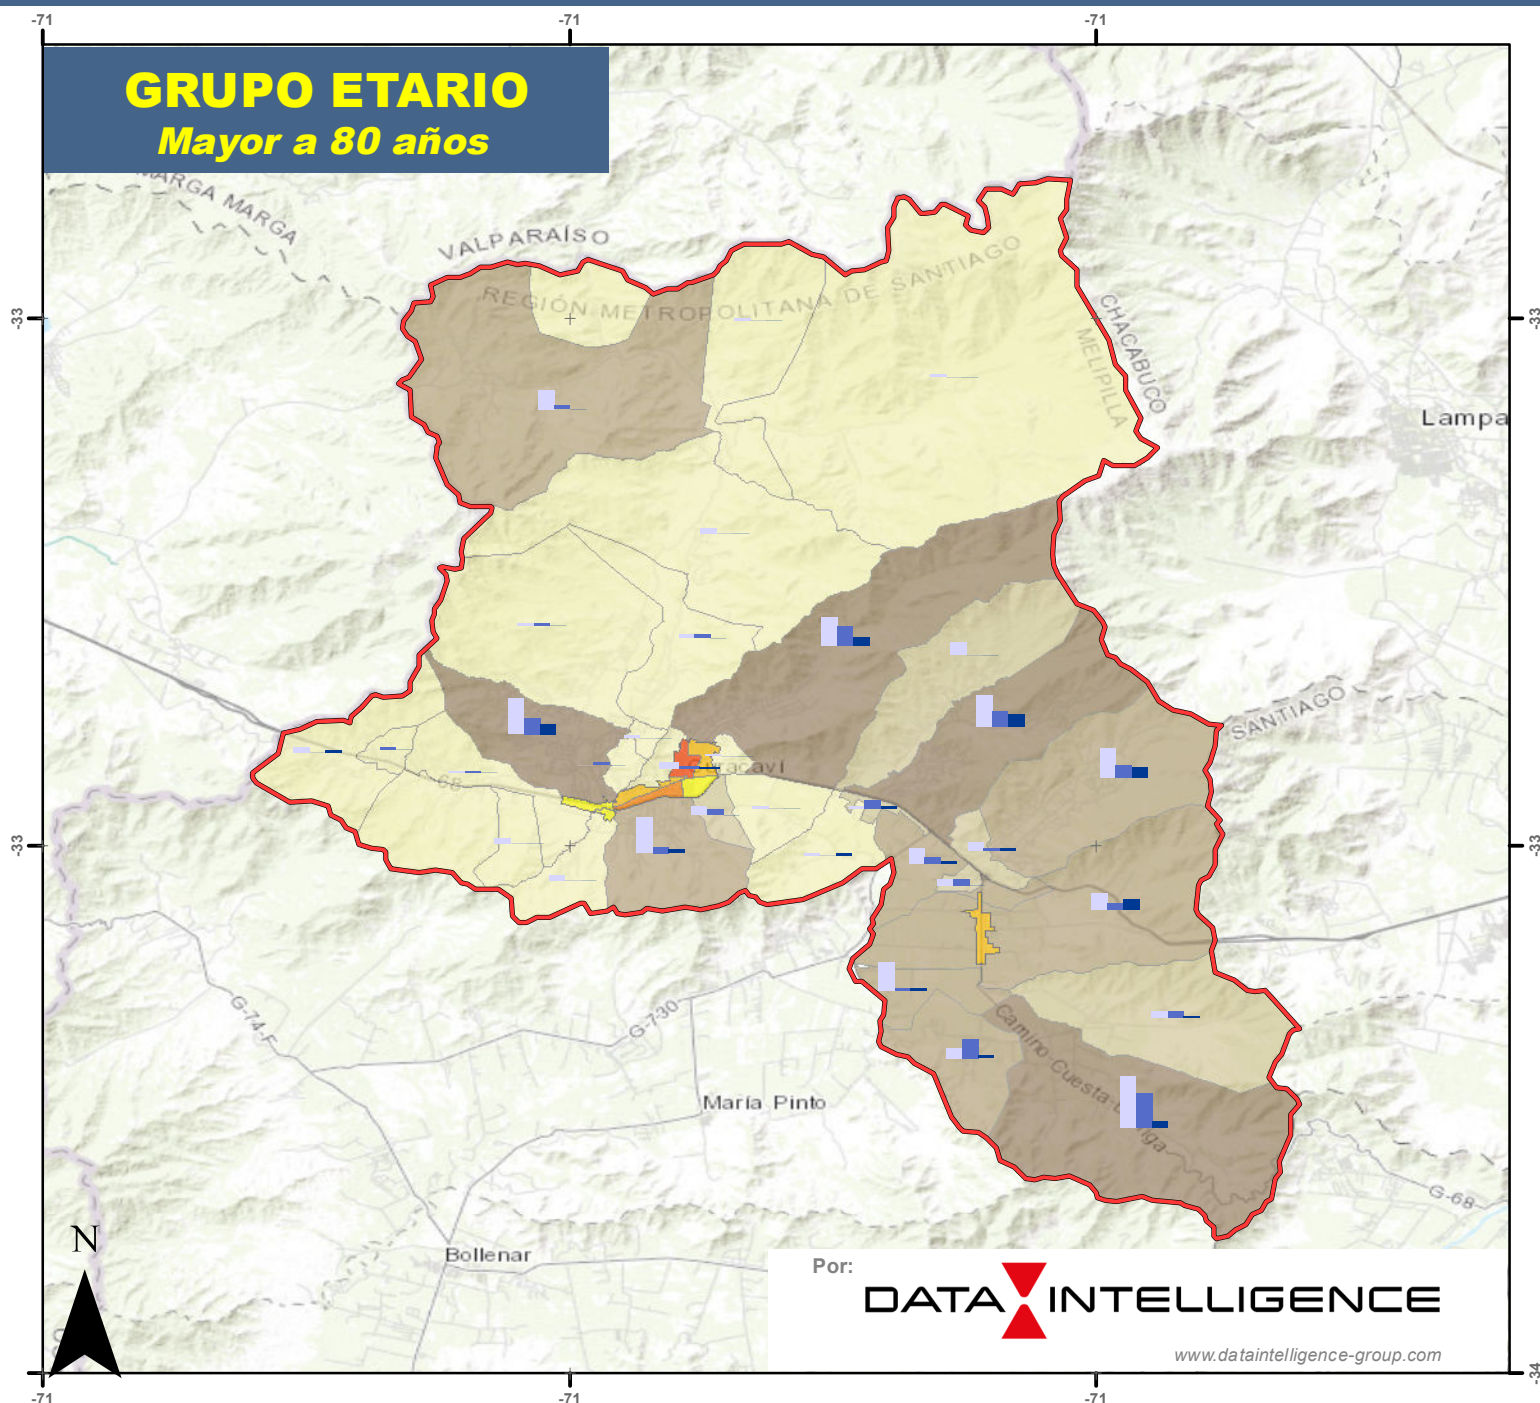 -71
-71
-71
GRUPO ETARIO
Mayor a 80 años
MARGA MARGA
VALPARAÍSO
REGIÓN METROPOLITANA DE SANTIAGO
-33
-33
CHACABUCO
MELIPILLA
Lampa
SANTIAGO
Curacaví
G-68
-33
-33
G-74-F
G-730
Camino Cuesta
María Pinto
G-68
N
Bollenar
Por:
DATA INTELLIGENCE
www.dataintelligence-group.com
-34
-71
-71
-71